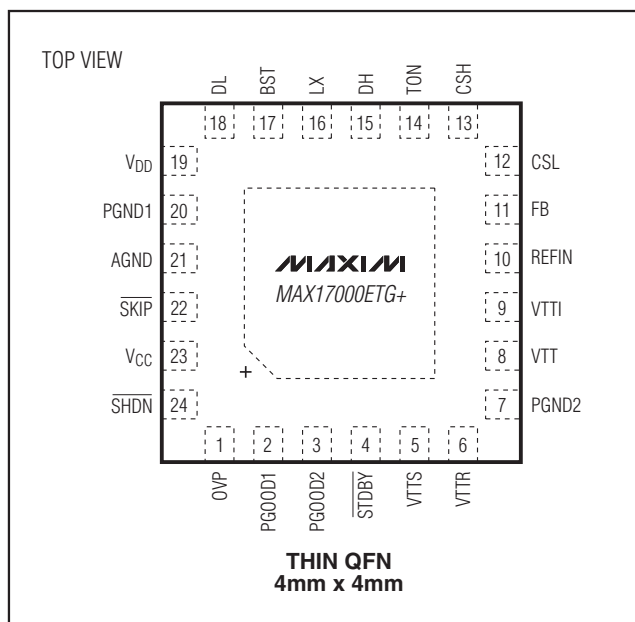 TOP VIEW
DL
BST
LX
DH
TON
CSH
18
17
16
15
14
13
VDD
19
12
CSL
PGND1
20
11
FB
AGND
21
10
REFIN
SKIP
22
9
VTTI
VCC
23
8
VTT
SHDN
24
7
PGND2
MAXIM
MAX17000ETG+
+
1
2
3
4
5
6
OVP
PGOOD1
PGOOD2
STDBY
VTTS
VTTR
THIN QFN
4mm x 4mm